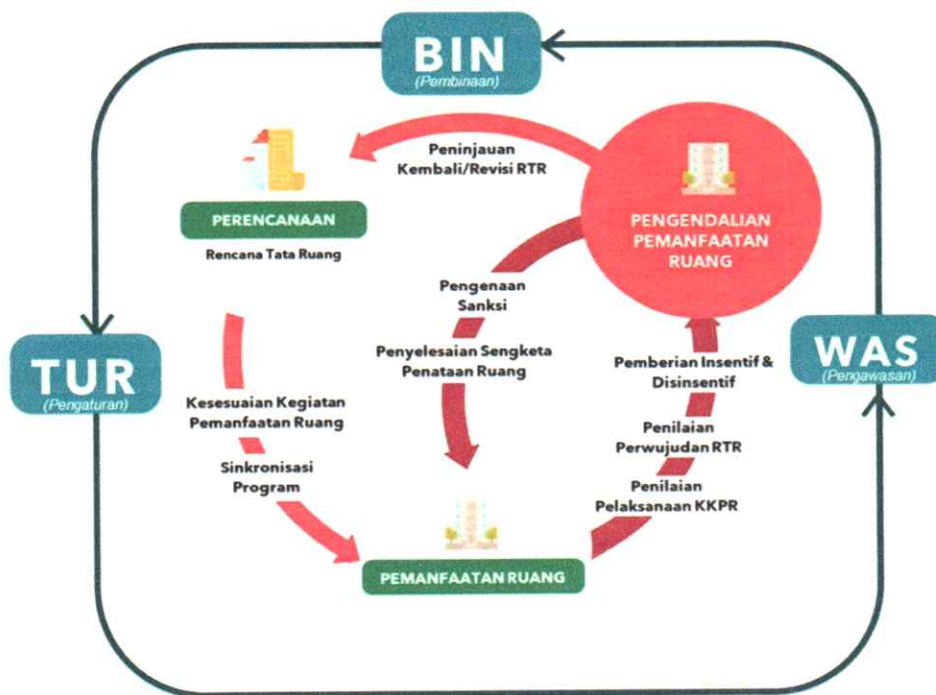 BIN
(Pembinaan)
Peninjauan
Kembali/Revisi RTR
PERENCANAAN
Rencana Tata Ruang
PENGENDALIAN
PEMANFAATAN
RUANG
Pengenaan
Sanksi
Penyelesaian Sengketa
Penataan Ruang
TUR
(Pengaturan)
WAS
(Pengawasan)
Pemberian Insentif &
Disinsentif
Kesesuaian Kegiatan
Pemanfaatan Ruang
Penilaian
Perwujudan RTR
Sinkronisasi
Program
Penilaian
Pelaksanaan KKPR
PEMANFAATAN RUANG